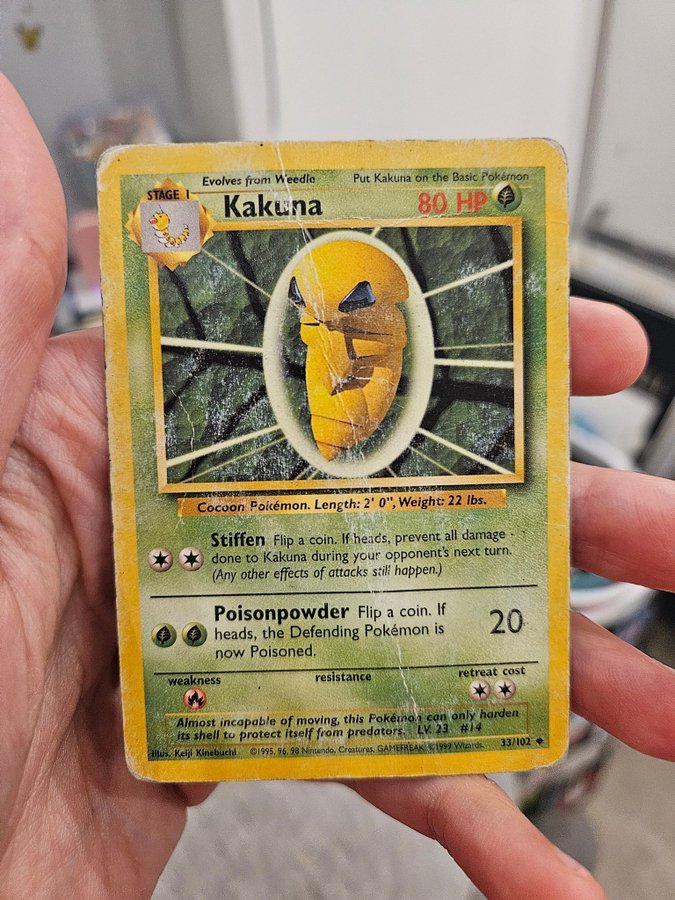 Evolves from Weedle
Put Kakuna on the Basic Pokémon
STAGE 1
Kakuna
80 HP
Cocoon Pokémon. Length: 2' 0", Weight: 22 lbs.
Stiffen Flip a coin. If heads, prevent all damage
done to Kakuna during your opponent's next turn.
(Any other effects of attacks still happen.)
Poisonpowder Flip a coin. If
heads, the Defending Pokémon is
now Poisoned.
20
weakness
resistance
retreat cost
Almost incapable of moving, this Pokémon can only harden
its shell to protect itself from predators. LV. 23 #14
Illus. Keiji Kinebuchi
©1995, 96, 98 Nintendo, Creatures, GAMEFREAK. ©1999 Wizards.
33/102